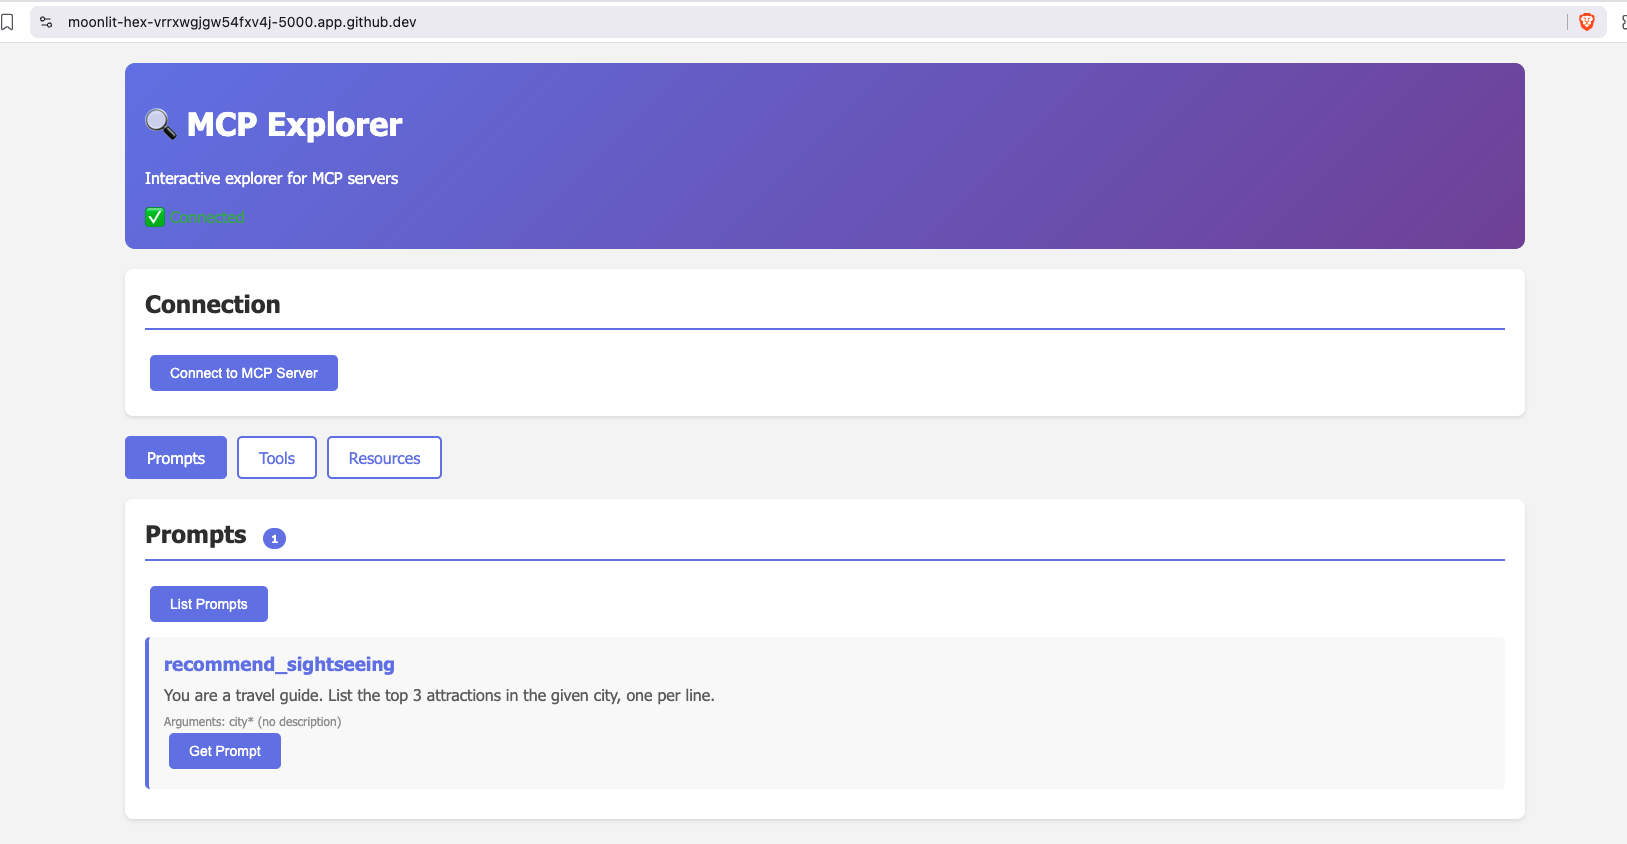 moonlit-hex-vrrxwgjgw54fxv4j-5000.app.github.dev
MCP Explorer
Interactive explorer for MCP servers
Connected
Connection
Connect to MCP Server
Prompts Tools Resources
Prompts 1
List Prompts
recommend_sightseeing
You are a travel guide. List the top 3 attractions in the given city, one per line.
Arguments: city* (no description)
Get Prompt